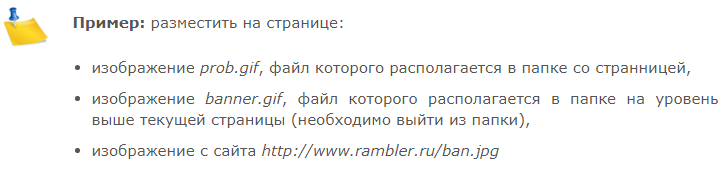 Пример: разместить на странице:
изображение prob.gif, файл которого располагается в папке со странницей,
изображение banner.gif, файл которого располагается в папке на уровень
выше текущей страницы (необходимо выйти из папки),
изображение с сайта http://www.rambler.ru/ban.jpg